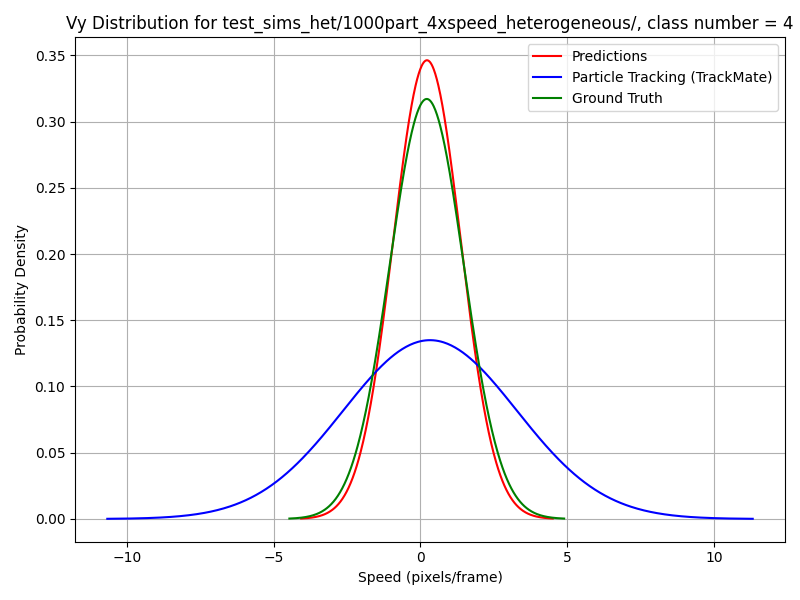 Vy Distribution for test_sims_het/1000part_4xspeed_heterogeneous/, class number = 4
Predictions
Particle Tracking (TrackMate)
Ground Truth
Probability Density
0.35
0.30
0.25
0.20
0.15
0.10
0.05
0.00
−10
−5
0
5
10
Speed (pixels/frame)